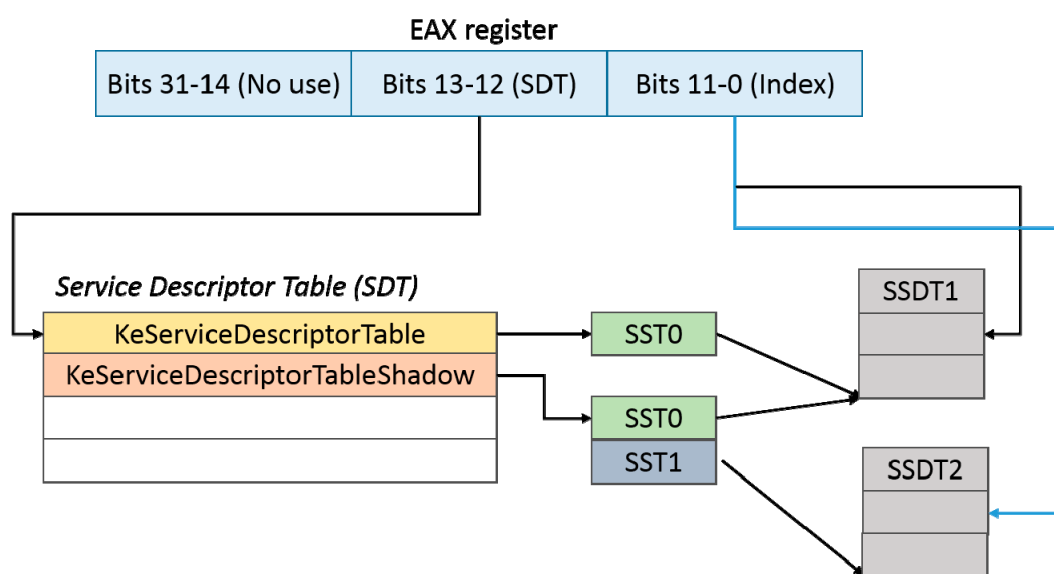 EAX register
Bits 31-14 (No use)
Bits 13-12 (SDT)
Bits 11-0 (Index)
Service Descriptor Table (SDT)
KeServiceDescriptorTable
KeServiceDescriptorTableShadow
SST0
SST0
SST1
SSDT1
SSDT2